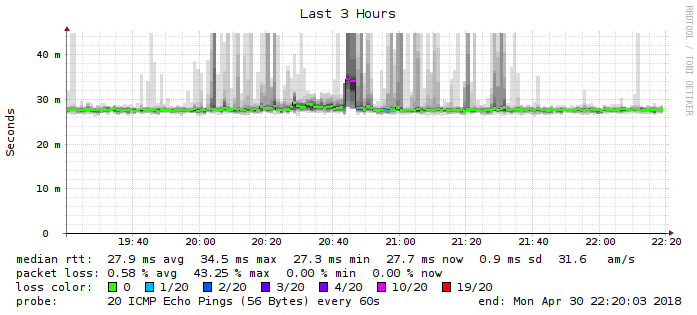 Last 3 Hours
RRDTOOL / TOBI OETIKER
Seconds
40 m
30 m
20 m
10 m
0
19:40 20:00 20:20 20:40 21:00 21:20 21:40 22:00 22:20
median rtt: 27.9 ms avg 34.5 ms max 27.3 ms min 27.7 ms now 0.9 ms sd 31.6 am/s
packet loss: 0.58 % avg 43.25 % max 0.00 % min 0.00 % now
loss color: 0 1/20 2/20 3/20 4/20 10/20 19/20
probe: 20 ICMP Echo Pings (56 Bytes) every 60s end: Mon Apr 30 22:20:03 2018